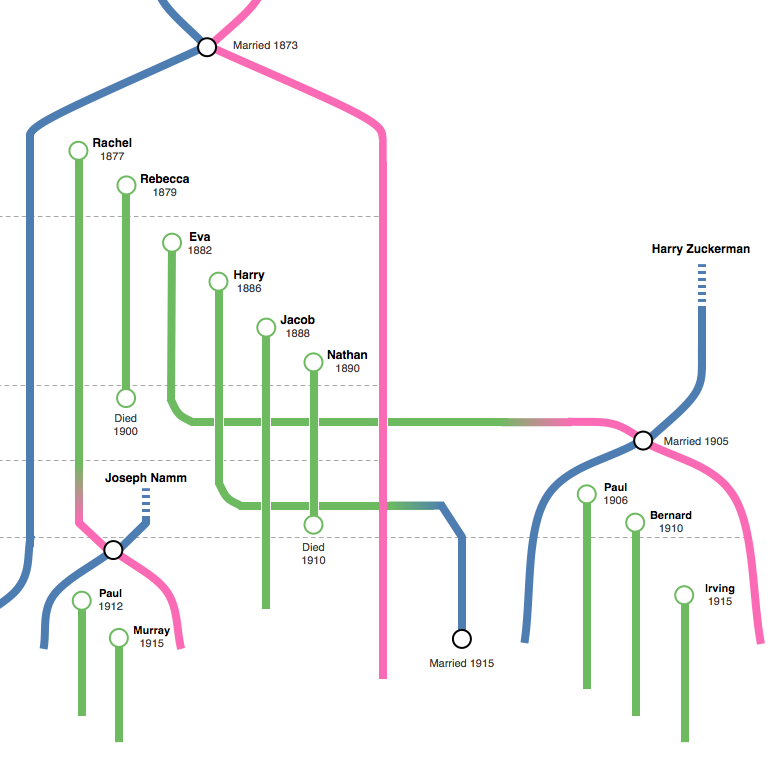 Married 1873
Rachel
1877
Rebecca
1879
Eva
1882
Harry Zuckerman
Harry
1886
Jacob
1888
Nathan
1890
Died
1900
Married 1905
Joseph Namm
Paul
1906
Bernard
1910
Died
1910
Paul
1912
Irving
1915
Murray
1915
Married 1915